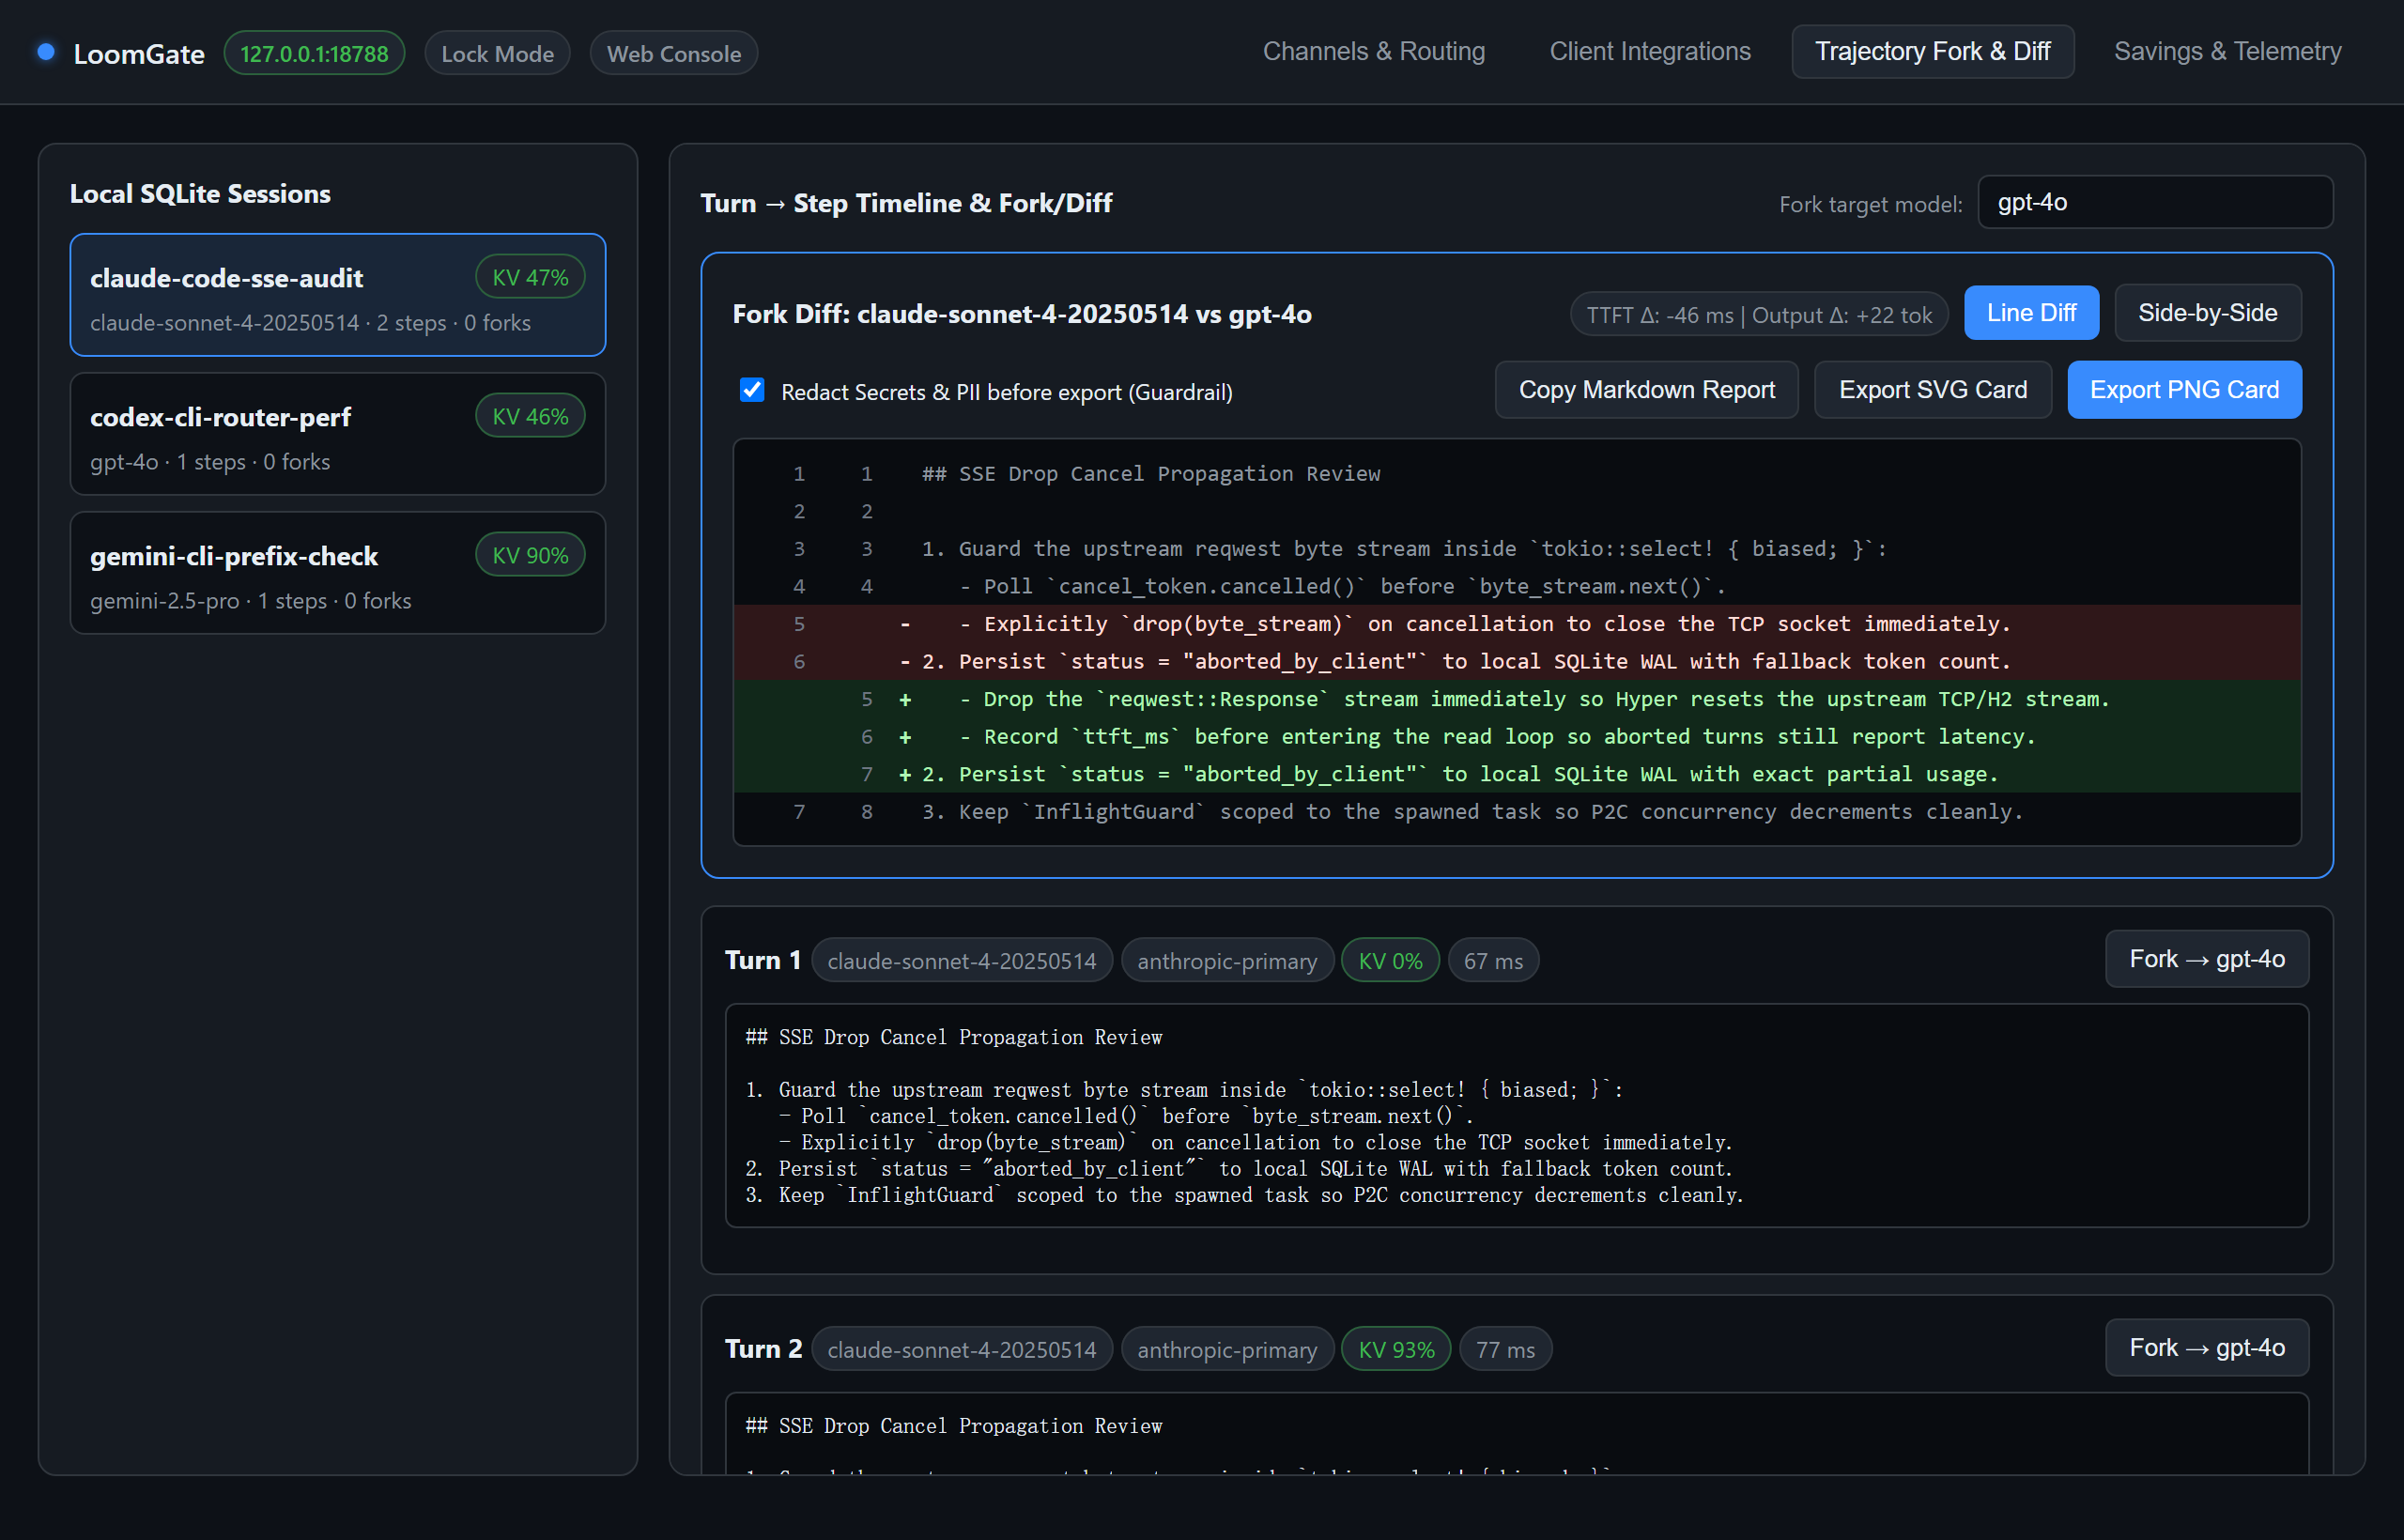 LoomGate 127.0.0.1:18788 Lock Mode Web Console Channels & Routing Client Integrations Trajectory Fork & Diff Savings & Telemetry
Local SQLite Sessions
claude-code-sse-audit KV 47%
claude-sonnet-4-20250514 · 2 steps · 0 forks
codex-cli-router-perf KV 46%
gpt-4o · 1 steps · 0 forks
gemini-cli-prefix-check KV 90%
gemini-2.5-pro · 1 steps · 0 forks
Turn → Step Timeline & Fork/Diff Fork target model: gpt-4o
Fork Diff: claude-sonnet-4-20250514 vs gpt-4o TTFT Δ: -46 ms | Output Δ: +22 tok Line Diff Side-by-Side
Redact Secrets & PII before export (Guardrail) Copy Markdown Report Export SVG Card Export PNG Card
1 1 ## SSE Drop Cancel Propagation Review
2 2
3 3 1. Guard the upstream reqwest byte stream inside `tokio::select! { biased; }`:
4 4 - Poll `cancel_token.cancelled()` before `byte_stream.next()`.
5 - - Explicitly `drop(byte_stream)` on cancellation to close the TCP socket immediately.
6 - 2. Persist `status = "aborted_by_client"` to local SQLite WAL with fallback token count.
5 + - Drop the `reqwest::Response` stream immediately so Hyper resets the upstream TCP/H2 stream.
6 + - Record `ttft_ms` before entering the read loop so aborted turns still report latency.
7 + 2. Persist `status = "aborted_by_client"` to local SQLite WAL with exact partial usage.
7 8 3. Keep `InflightGuard` scoped to the spawned task so P2C concurrency decrements cleanly.
Turn 1 claude-sonnet-4-20250514 anthropic-primary KV 0% 67 ms Fork → gpt-4o
## SSE Drop Cancel Propagation Review
1. Guard the upstream reqwest byte stream inside `tokio::select! { biased; }`:
- Poll `cancel_token.cancelled()` before `byte_stream.next()`.
- Explicitly `drop(byte_stream)` on cancellation to close the TCP socket immediately.
2. Persist `status = "aborted_by_client"` to local SQLite WAL with fallback token count.
3. Keep `InflightGuard` scoped to the spawned task so P2C concurrency decrements cleanly.
Turn 2 claude-sonnet-4-20250514 anthropic-primary KV 93% 77 ms Fork → gpt-4o
## SSE Drop Cancel Propagation Review